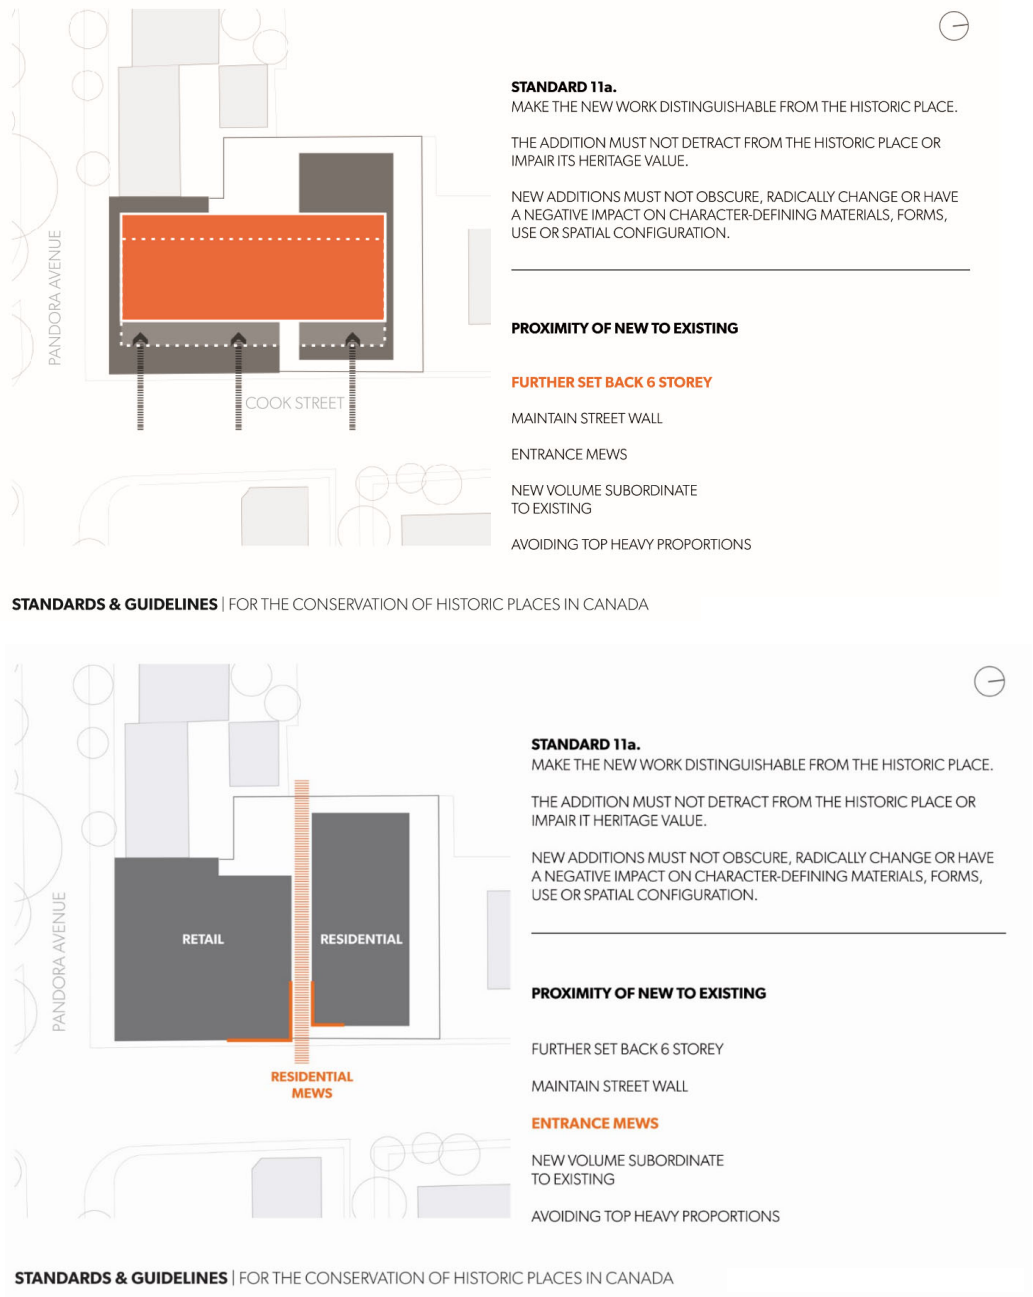 STANDARD 11a.
MAKE THE NEW WORK DISTINGUISHABLE FROM THE HISTORIC PLACE.
THE ADDITION MUST NOT DETRACT FROM THE HISTORIC PLACE OR
IMPAIR ITS HERITAGE VALUE.
NEW ADDITIONS MUST NOT OBSCURE, RADICALLY CHANGE OR HAVE
A NEGATIVE IMPACT ON CHARACTER-DEFINING MATERIALS, FORMS,
USE OR SPATIAL CONFIGURATION.
PANDORA AVENUE
COOK STREET
PROXIMITY OF NEW TO EXISTING
FURTHER SET BACK 6 STOREY
MAINTAIN STREET WALL
ENTRANCE MEWS
NEW VOLUME SUBORDINATE
TO EXISTING
AVOIDING TOP HEAVY PROPORTIONS
STANDARDS & GUIDELINES | FOR THE CONSERVATION OF HISTORIC PLACES IN CANADA
STANDARD 11a.
MAKE THE NEW WORK DISTINGUISHABLE FROM THE HISTORIC PLACE.
THE ADDITION MUST NOT DETRACT FROM THE HISTORIC PLACE OR
IMPAIR IT HERITAGE VALUE.
NEW ADDITIONS MUST NOT OBSCURE, RADICALLY CHANGE OR HAVE
A NEGATIVE IMPACT ON CHARACTER-DEFINING MATERIALS, FORMS,
USE OR SPATIAL CONFIGURATION.
PANDORA AVENUE
RETAIL
RESIDENTIAL
RESIDENTIAL
MEWS
PROXIMITY OF NEW TO EXISTING
FURTHER SET BACK 6 STOREY
MAINTAIN STREET WALL
ENTRANCE MEWS
NEW VOLUME SUBORDINATE
TO EXISTING
AVOIDING TOP HEAVY PROPORTIONS
STANDARDS & GUIDELINES | FOR THE CONSERVATION OF HISTORIC PLACES IN CANADA